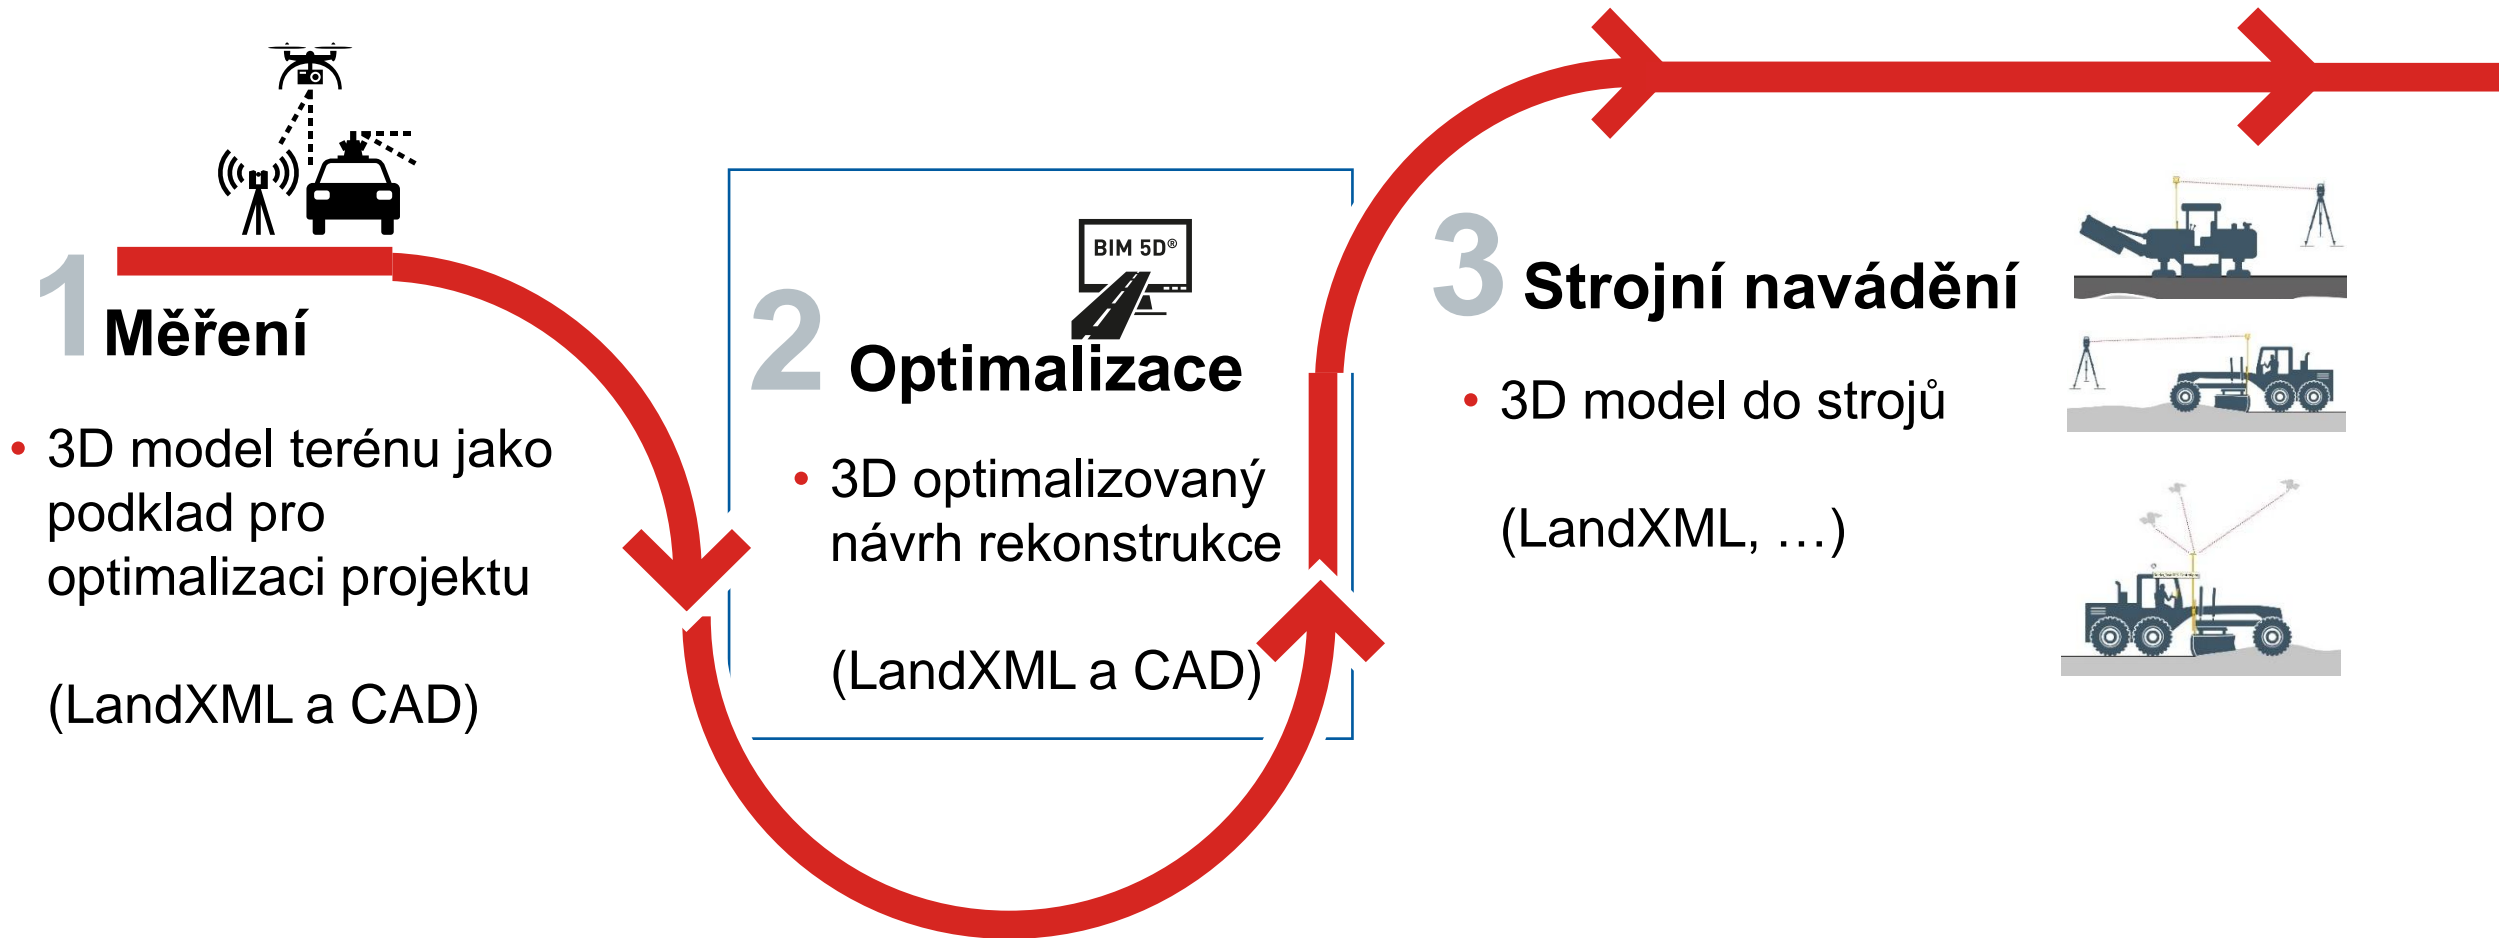 1 Měření
• 3D model terénu jako
podklad pro
optimalizaci projektu
(LandXML a CAD)
BIM 5D®
2 Optimalizace
• 3D optimalizovaný
návrh rekonstrukce
(LandXML a CAD)
3 Strojní navádění
• 3D model do strojů
(LandXML, …)